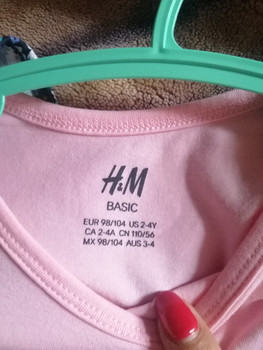 H&M
BASIC
EUR 98/104 US 2-4Y
CA 2-4A CN 110/56
MX 98/104 AUS 3-4